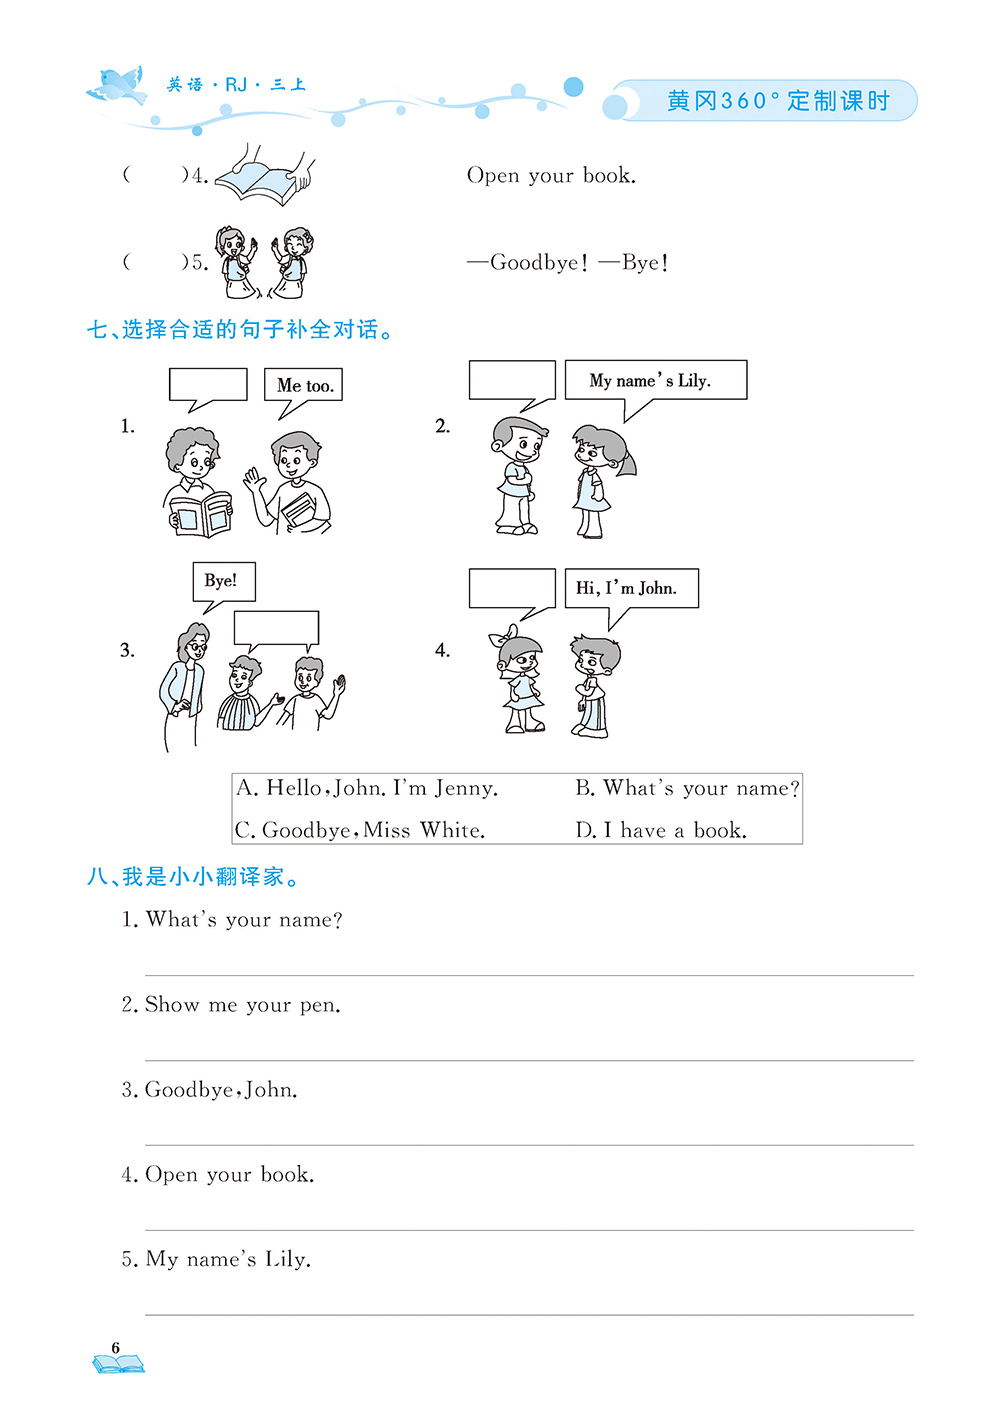 英语·RJ·三上
黄冈360°定制课时
(    )4. Open your book.
(    )5. —Goodbye! —Bye!
七、选择合适的句子补全对话。
1. Me too.
2. My name's Lily.
3. Bye!
4. Hi, I'm John.
A. Hello, John. I'm Jenny. B. What's your name?
C. Goodbye, Miss White. D. I have a book.
八、我是小小翻译家。
1. What's your name?
2. Show me your pen.
3. Goodbye, John.
4. Open your book.
5. My name's Lily.
6